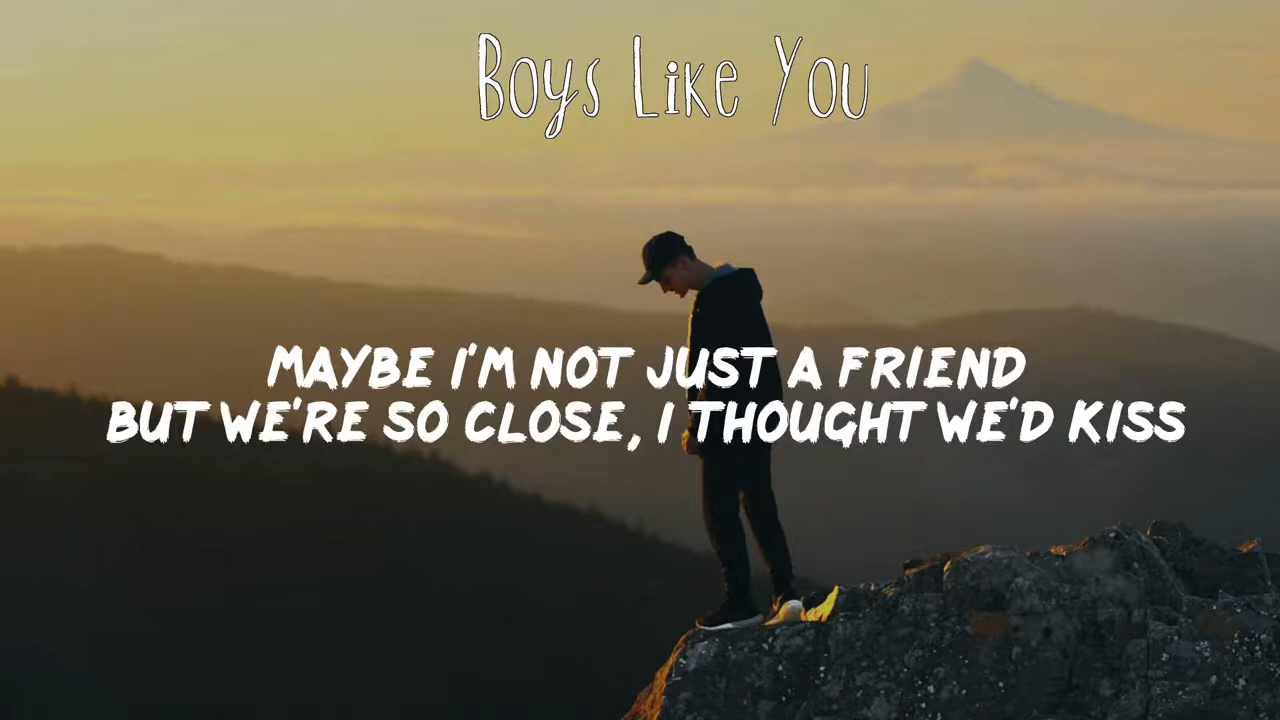 Boys Like You
MAYBE I'M NOT JUST A FRIEND
BUT WE'RE SO CLOSE, I THOUGHT WE'D KISS